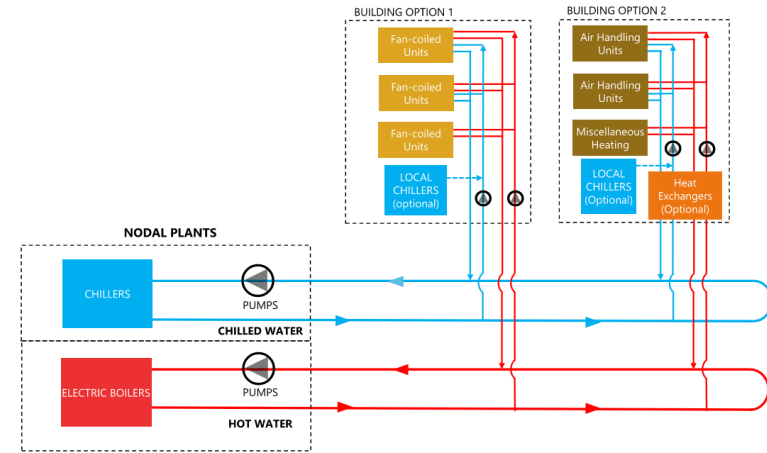 BUILDING OPTION 1
Fan-coiled
Units
Fan-coiled
Units
Fan-coiled
Units
LOCAL
CHILLERS
(optional)
BUILDING OPTION 2
Air Handling
Units
Air Handling
Units
Miscellaneous
Heating
LOCAL
CHILLERS
(Optional)
Heat
Exchangers
(Optional)
NODAL PLANTS
CHILLERS
PUMPS
CHILLED WATER
ELECTRIC BOILERS
PUMPS
HOT WATER